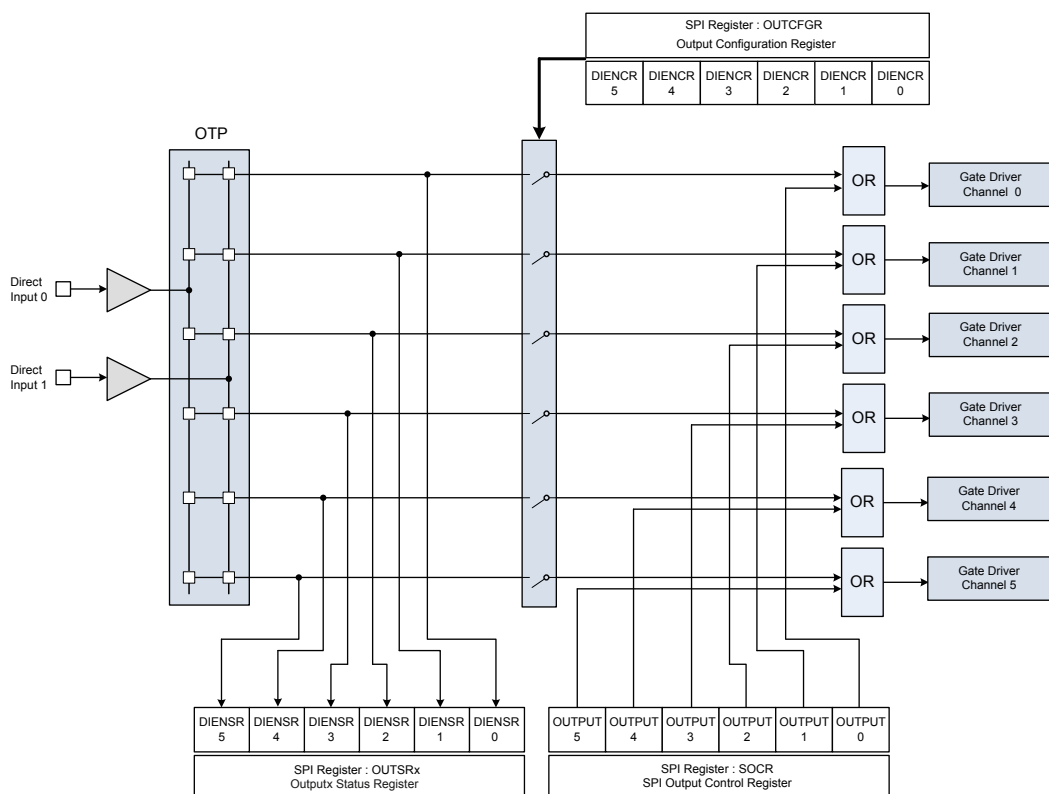 SPI Register : OUTCFGR
Output Configuration Register
DIENCR 5
DIENCR 4
DIENCR 3
DIENCR 2
DIENCR 1
DIENCR 0
OTP
Direct Input 0
Direct Input 1
OR
Gate Driver
Channel 0
OR
Gate Driver
Channel 1
OR
Gate Driver
Channel 2
OR
Gate Driver
Channel 3
OR
Gate Driver
Channel 4
OR
Gate Driver
Channel 5
DIENSR 5
DIENSR 4
DIENSR 3
DIENSR 2
DIENSR 1
DIENSR 0
SPI Register : OUTSRx
Outputx Status Register
OUTPUT 5
OUTPUT 4
OUTPUT 3
OUTPUT 2
OUTPUT 1
OUTPUT 0
SPI Register : SOCR
SPI Output Control Register